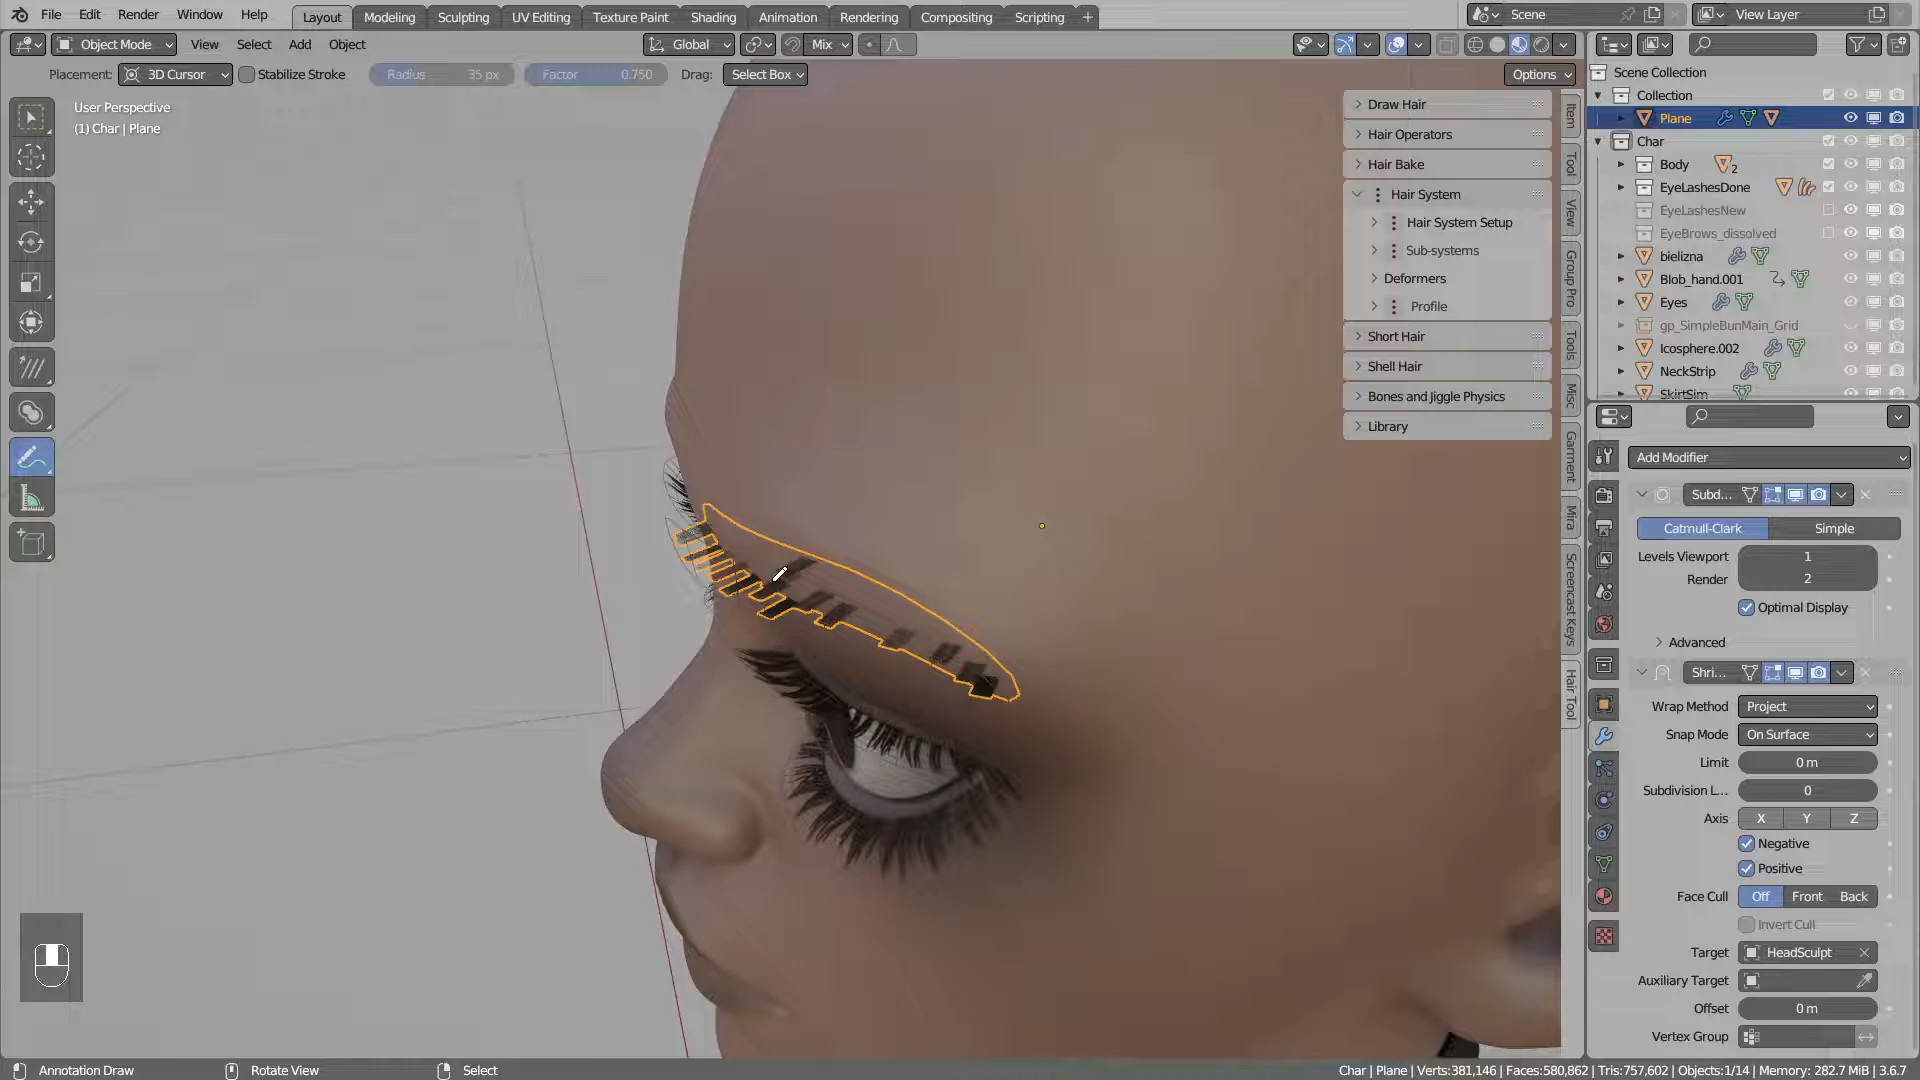 File Edit Render Window Help Layout Modeling Sculpting UV Editing Texture Paint Shading Animation Rendering Compositing Scripting + Scene View Layer
Object Mode View Select Add Object Global Mix
Placement: 3D Cursor Stabilize Stroke Radius 35 px Factor 0.750 Drag: Select Box Options
User Perspective
(1) Char | Plane
Draw Hair
Hair Operators
Hair Bake
Hair System
Hair System Setup
Sub-systems
Deformers
Profile
Short Hair
Shell Hair
Bones and Jiggle Physics
Library
Item
Tool
View
Group Pro
Tools
Misc
Garment
Mira
Screencast Keys
Hair Tool
Scene Collection
Collection
Plane
Char
Body 2
EyeLashesDone
EyeLashesNew
EyeBrows_dissolved
bielizna
Blob_hand.001
Eyes
gp_SimpleBunMain_Grid
Icosphere.002
NeckStrip
SkirtSim
Add Modifier
Subd...
Catmull-Clark Simple
Levels Viewport 1
Render 2
Optimal Display
Advanced
Shri...
Wrap Method Project
Snap Mode On Surface
Limit 0 m
Subdivision L... 0
Axis X Y Z
Negative
Positive
Face Cull Off Front Back
Invert Cull
Target HeadSculpt
Auxiliary Target
Offset 0 m
Vertex Group
Annotation Draw Rotate View Select Char | Plane | Verts:381,146 | Faces:580,862 | Tris:757,602 | Objects:1/14 | Memory: 282.7 MiB | 3.6.7